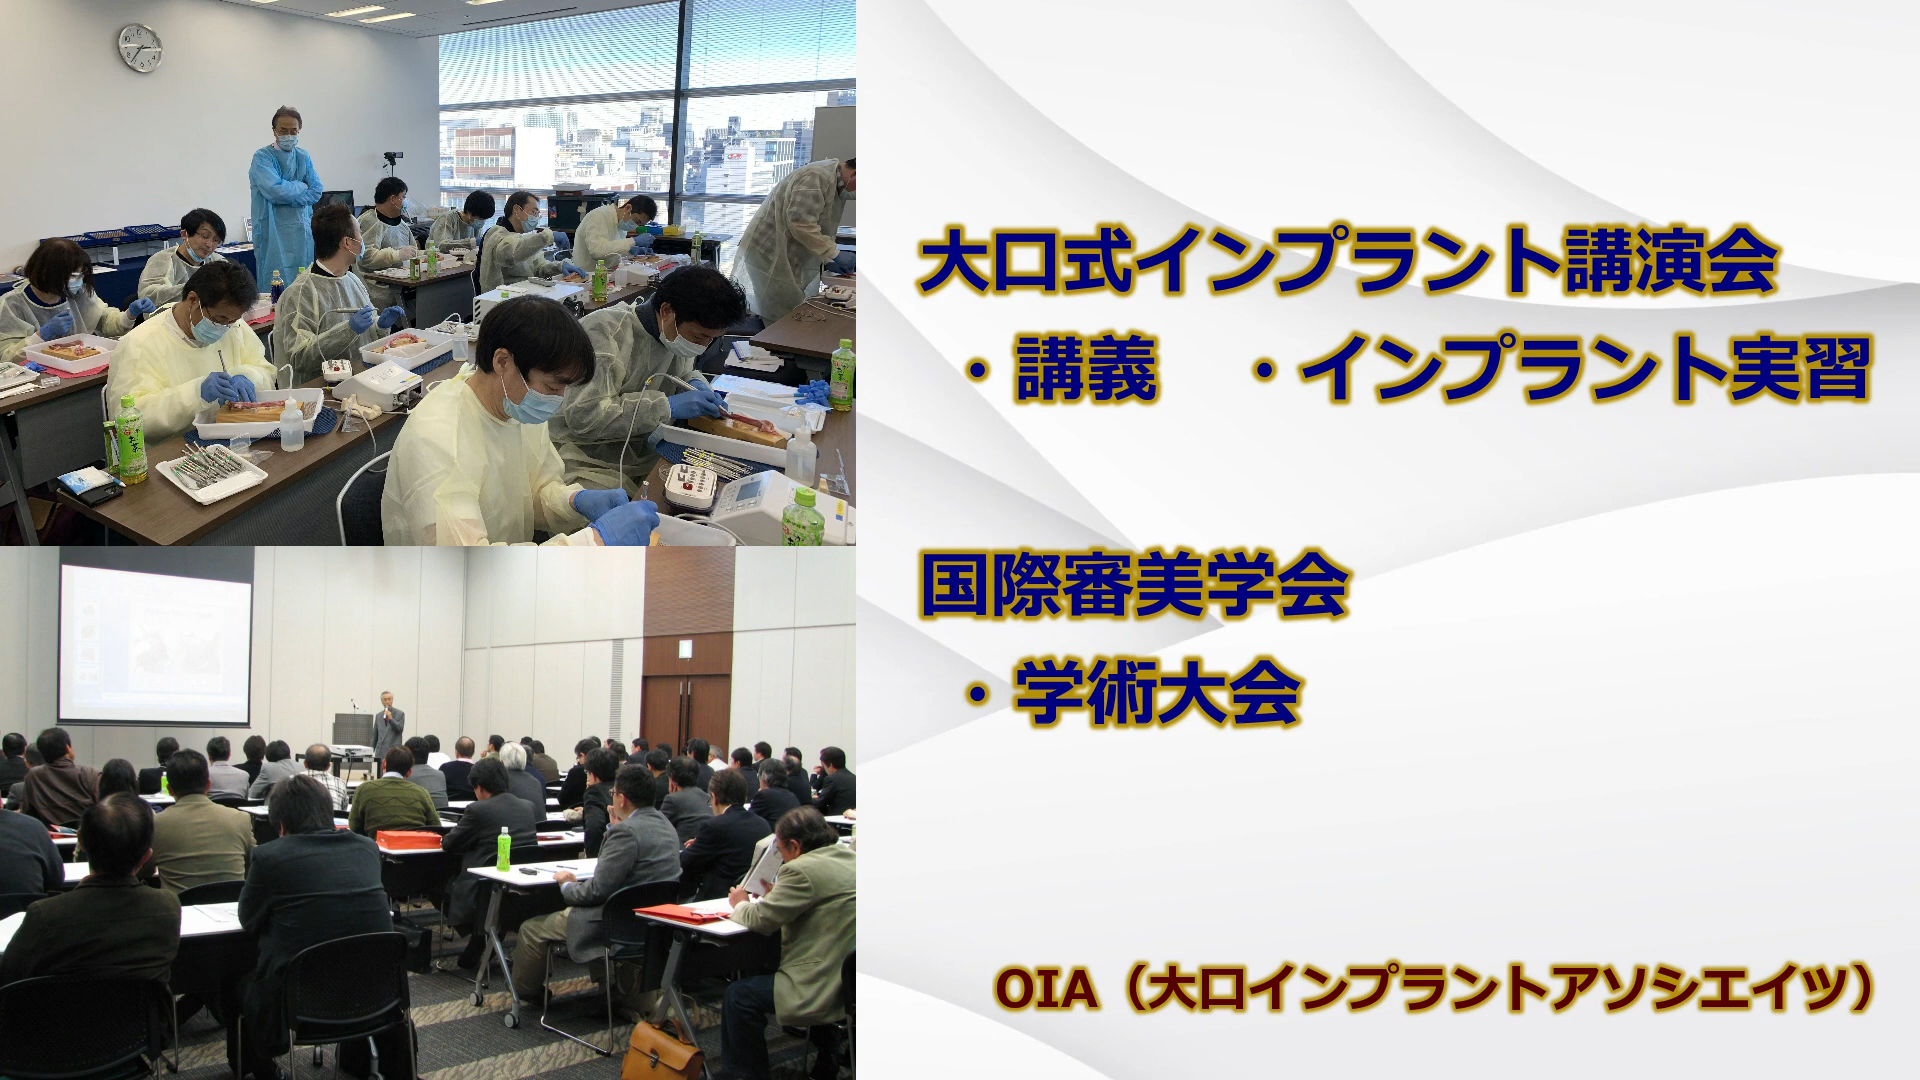 大口式インプラント講演会
・講義　・インプラント実習
国際審美学会
・学術大会
OIA（大口インプラントアソシエイツ）